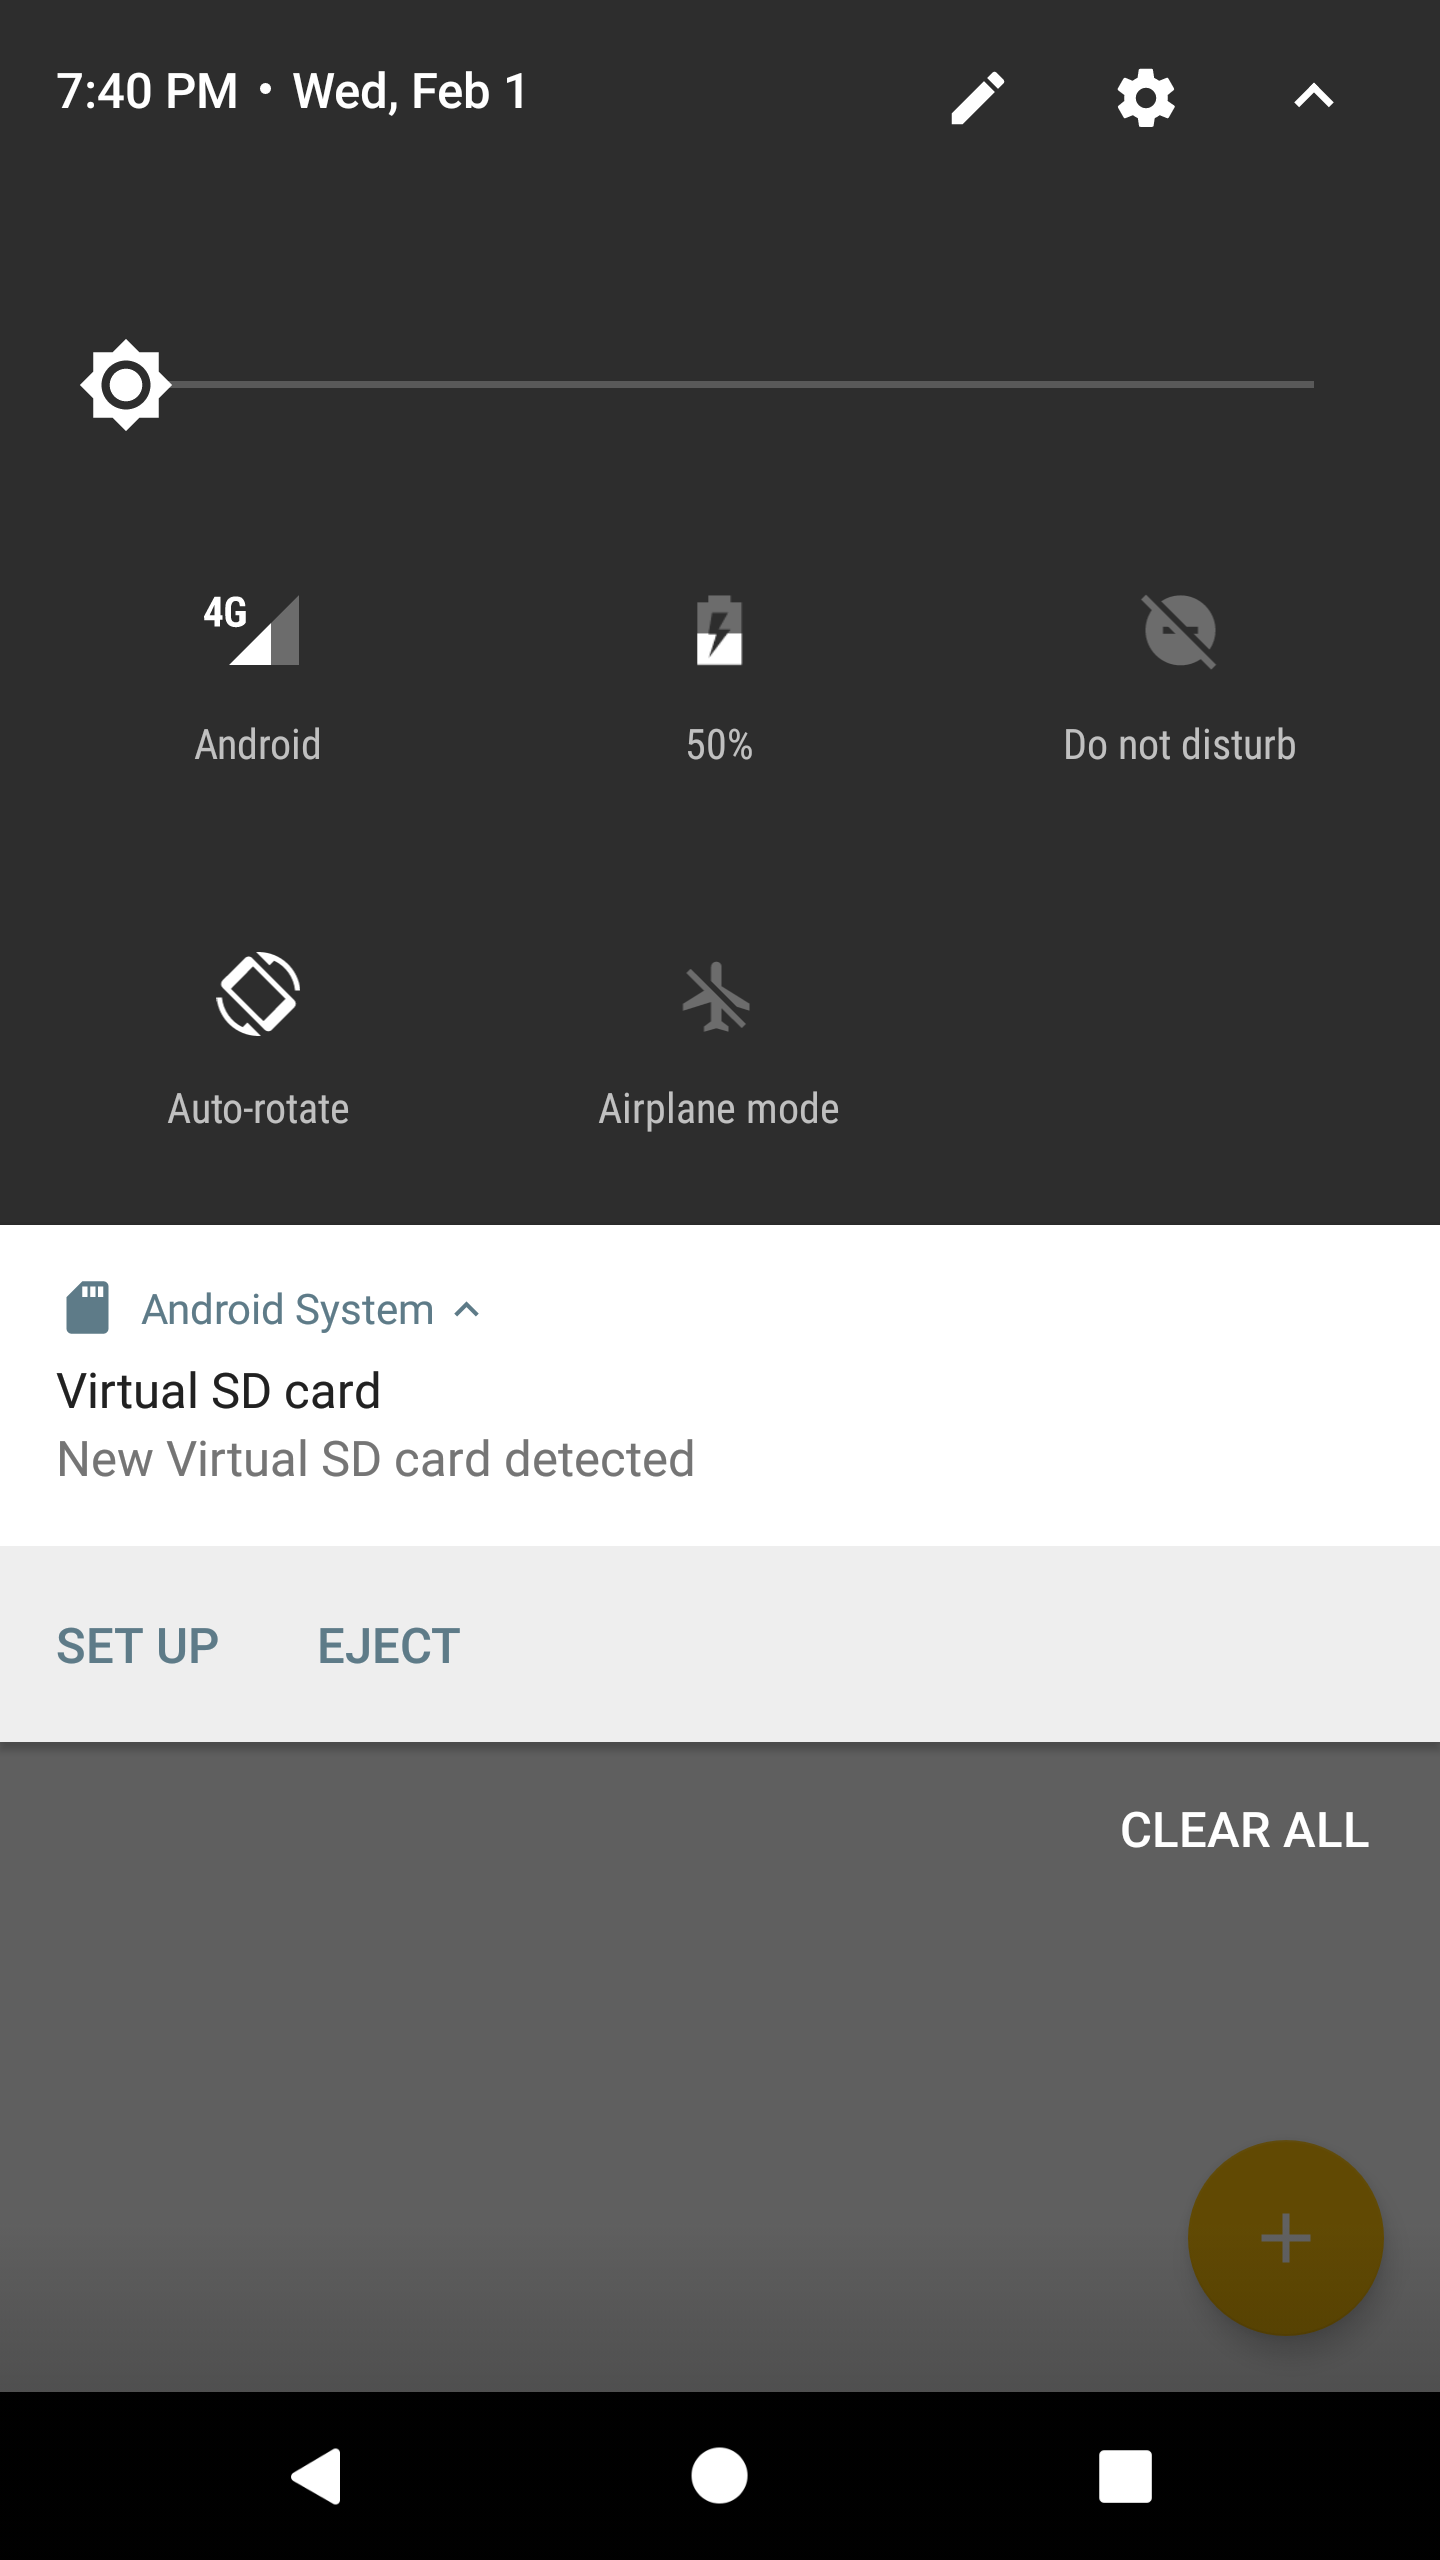 7:40 PM • Wed, Feb 1
4G
Android
50%
Do not disturb
Auto-rotate
Airplane mode
Android System
Virtual SD card
New Virtual SD card detected
SET UP
EJECT
CLEAR ALL